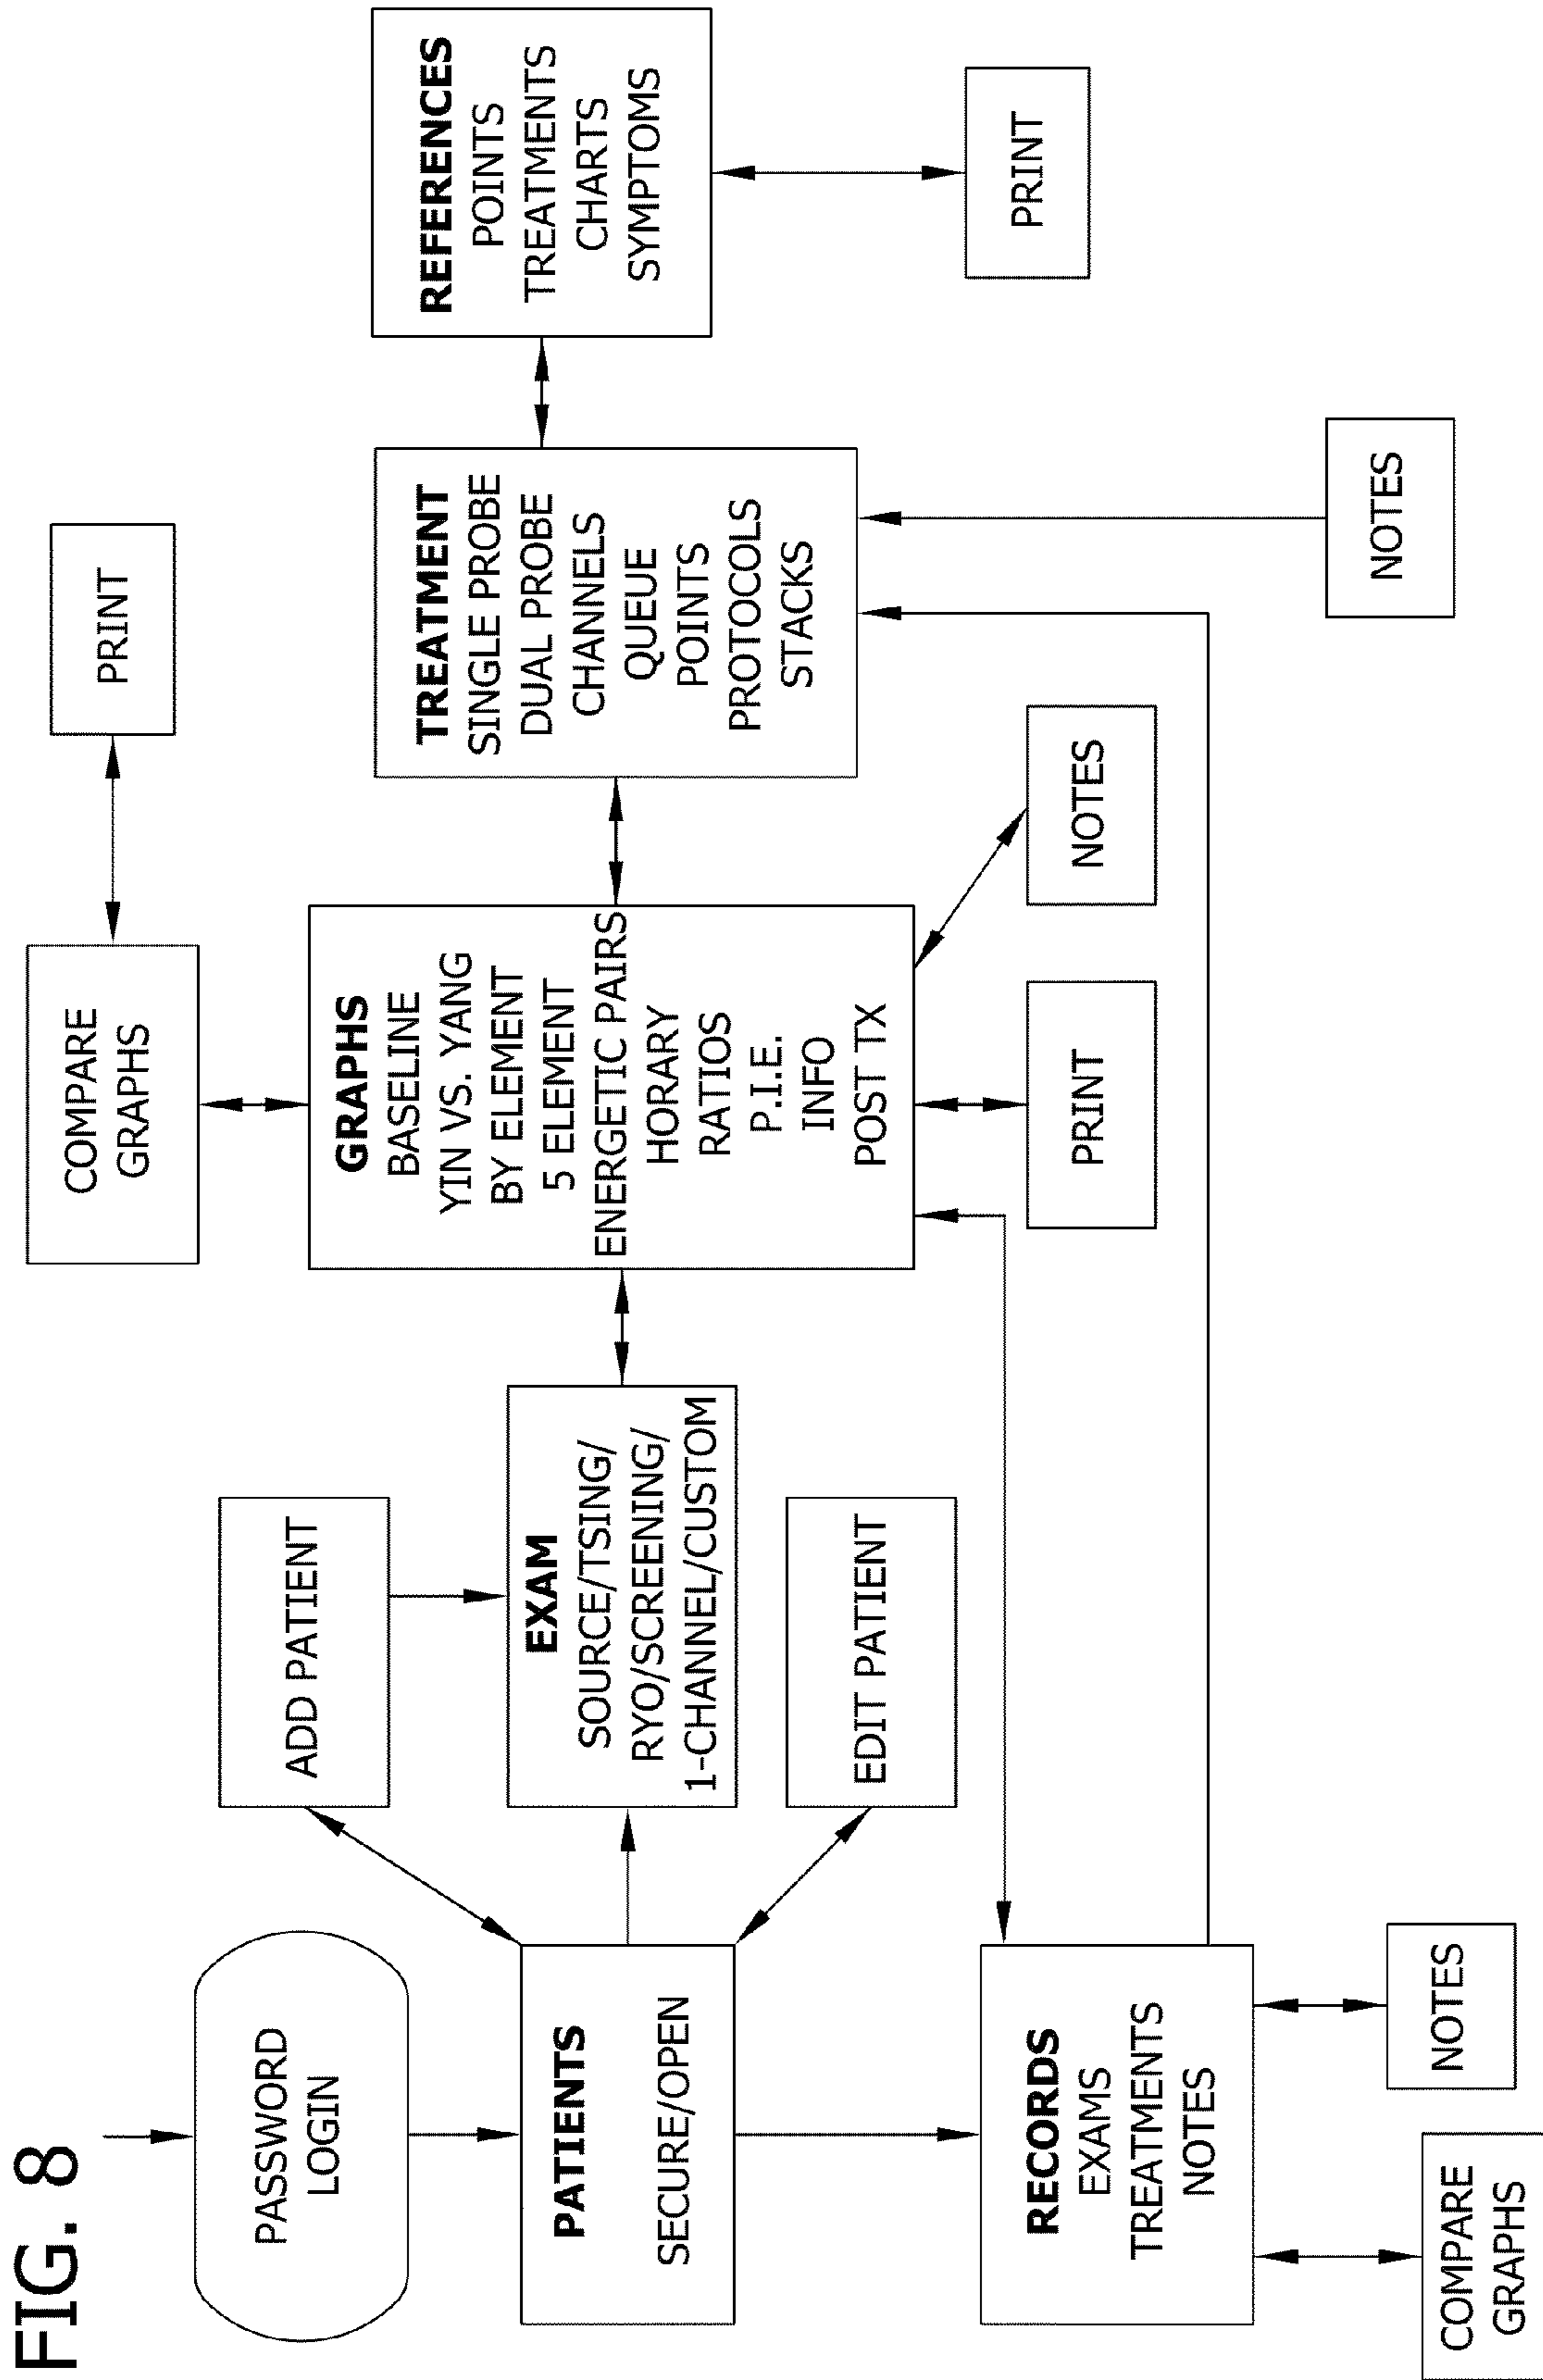 FIG. 8
PASSWORD
LOGIN
PATIENTS
SECURE/OPEN
RECORDS
EXAMS
TREATMENTS
NOTES
COMPARE
GRAPHS
NOTES
ADD PATIENT
EXAM
SOURCE/TSING/
RYO/SCREENING/
1-CHANNEL/CUSTOM
EDIT PATIENT
COMPARE
GRAPHS
PRINT
GRAPHS
BASELINE
YIN VS. YANG
BY ELEMENT
5 ELEMENT
ENERGETIC PAIRS
HORARY
RATIOS
P.I.E.
INFO
POST TX
PRINT
NOTES
TREATMENT
SINGLE PROBE
DUAL PROBE
CHANNELS
QUEUE
POINTS
PROTOCOLS
STACKS
NOTES
REFERENCES
POINTS
TREATMENTS
CHARTS
SYMPTOMS
PRINT